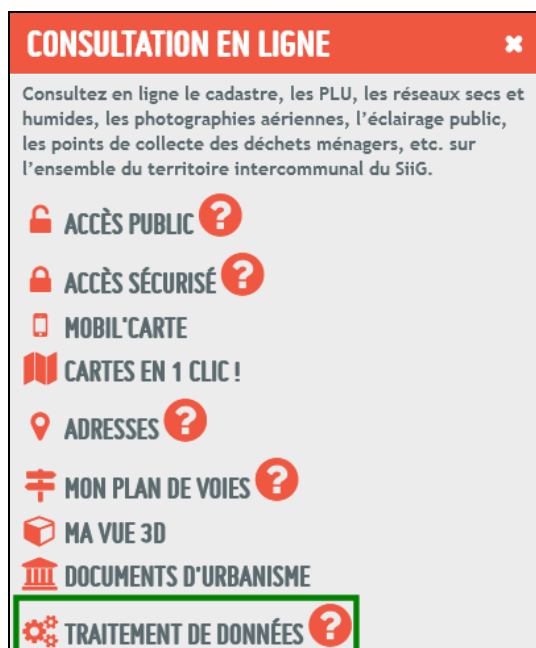 CONSULTATION EN LIGNE
Consultez en ligne le cadastre, les PLU, les réseaux secs et
humides, les photographies aériennes, l'éclairage public,
les points de collecte des déchets ménagers, etc. sur
l'ensemble du territoire intercommunal du SiiG.
ACCÈS PUBLIC ?
ACCÈS SÉCURISÉ ?
MOBIL'CARTE
CARTES EN 1 CLIC !
ADRESSES ?
MON PLAN DE VOIES ?
MA VUE 3D
DOCUMENTS D'URBANISME
TRAITEMENT DE DONNÉES ?